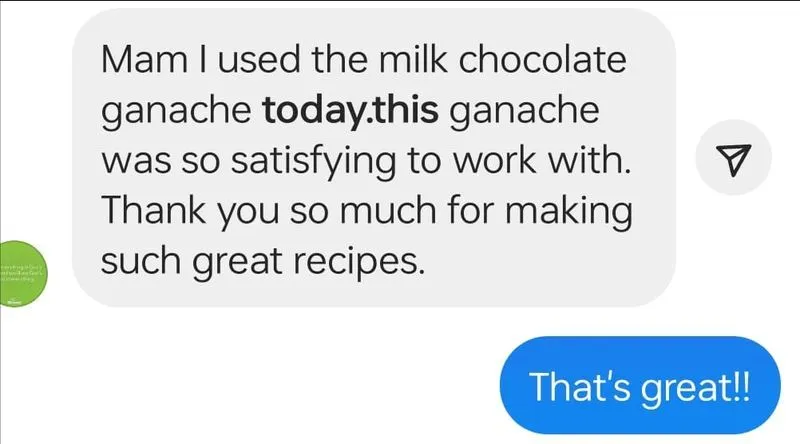 Mam I used the milk chocolate
ganache today.this ganache
was so satisfying to work with.
Thank you so much for making
such great recipes.
That's great!!